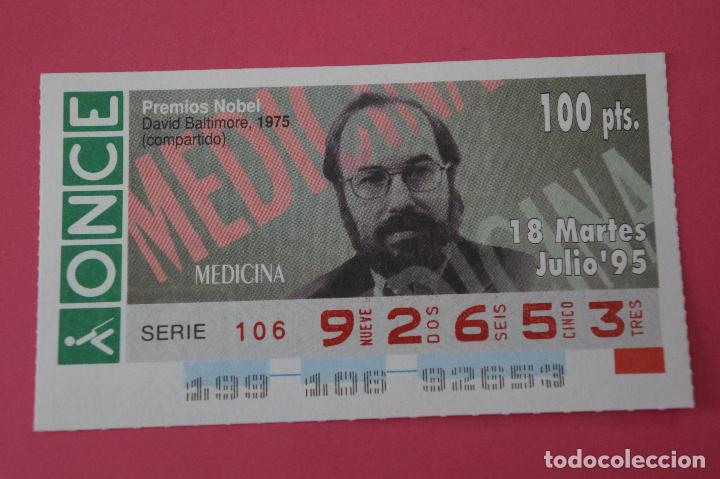 ONCE
Premios Nobel
David Baltimore, 1975
(compartido)
MEDICINA
MEDICINA
100 pts.
18 Martes
Julio '95
MEDICINA
SERIE 106 9 NUEVE 2 DOS 6 SEIS 5 CINCO 3 TRES
199 106 92653
todocoleccion